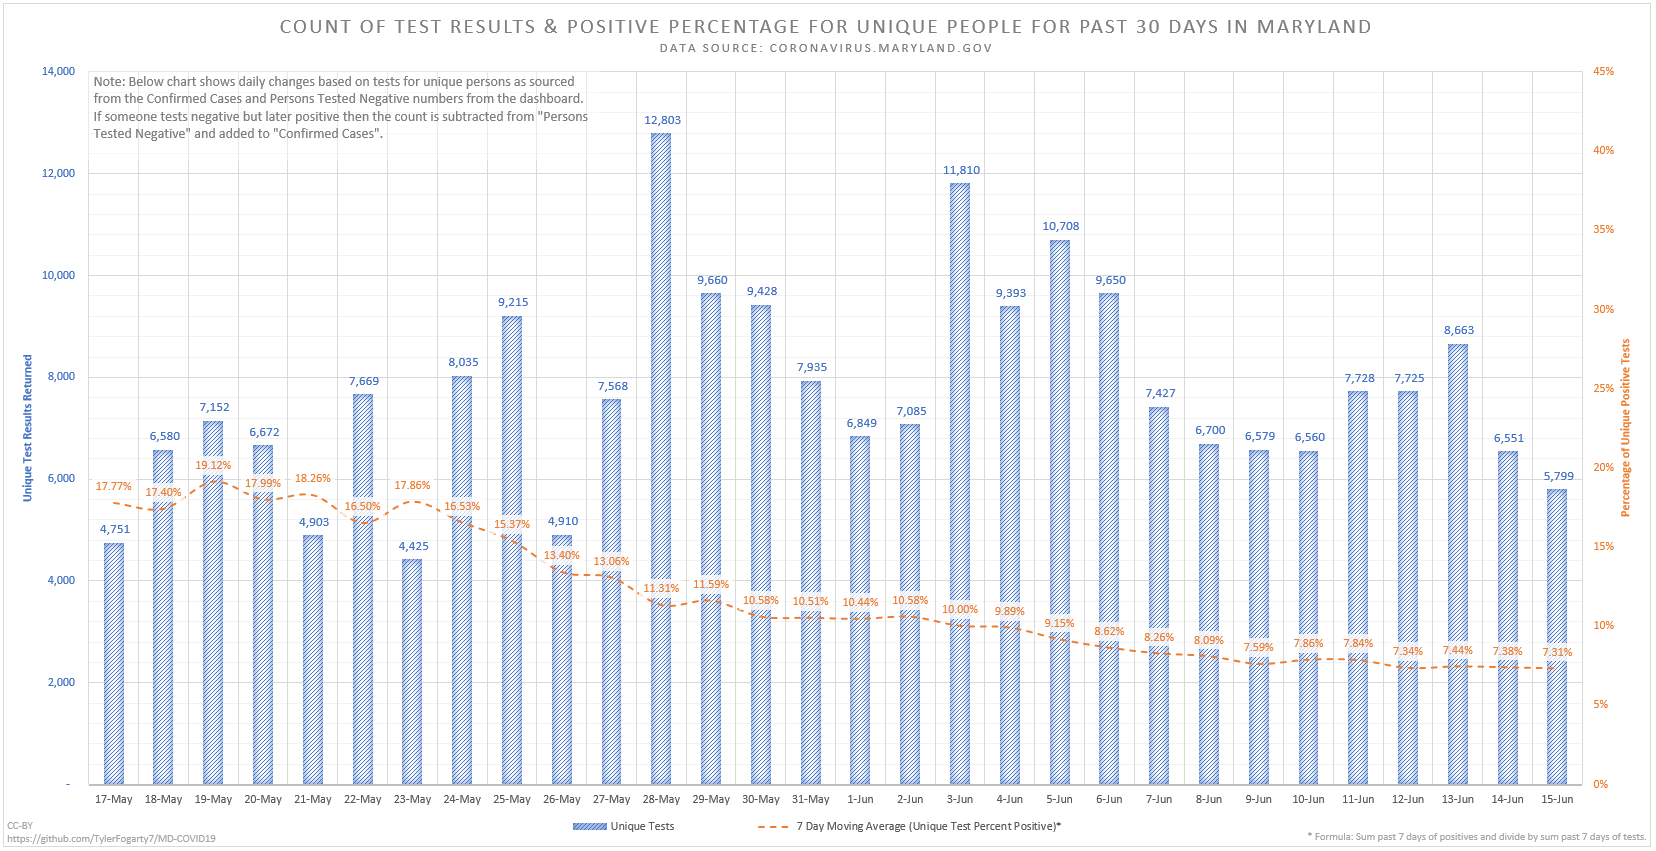 COUNT OF TEST RESULTS & POSITIVE PERCENTAGE FOR UNIQUE PEOPLE FOR PAST 30 DAYS IN MARYLAND
DATA SOURCE: CORONAVIRUS.MARYLAND.GOV
Note: Below chart shows daily changes based on tests for unique persons as sourced
from the Confirmed Cases and Persons Tested Negative numbers from the dashboard.
If someone tests negative but later positive then the count is subtracted from "Persons
Tested Negative" and added to "Confirmed Cases".
Unique Test Results Returned
14,000
12,000
10,000
8,000
6,000
4,000
2,000
-
4,751 6,580 7,152 6,672 4,903 7,669 4,425 8,035 9,215 4,910 7,568 12,803 9,660 9,428 7,935 6,849 7,085 11,810 9,393 10,708 9,650 7,427 6,700 6,579 6,560 7,728 7,725 8,663 6,551 5,799
17.77% 17.40% 19.12% 17.99% 18.26% 16.50% 17.86% 16.53% 15.37% 13.40% 13.06% 11.31% 11.59% 10.58% 10.51% 10.44% 10.58% 10.00% 9.89% 9.15% 8.62% 8.26% 8.09% 7.59% 7.86% 7.84% 7.34% 7.44% 7.38% 7.31%
45%
40%
35%
30%
25%
20%
15%
10%
5%
0%
Percentage of Unique Positive Tests
17-May 18-May 19-May 20-May 21-May 22-May 23-May 24-May 25-May 26-May 27-May 28-May 29-May 30-May 31-May 1-Jun 2-Jun 3-Jun 4-Jun 5-Jun 6-Jun 7-Jun 8-Jun 9-Jun 10-Jun 11-Jun 12-Jun 13-Jun 14-Jun 15-Jun
Unique Tests 7 Day Moving Average (Unique Test Percent Positive)*
CC-BY
https://github.com/TylerFogarty7/MD-COVID19
* Formula: Sum past 7 days of positives and divide by sum past 7 days of tests.